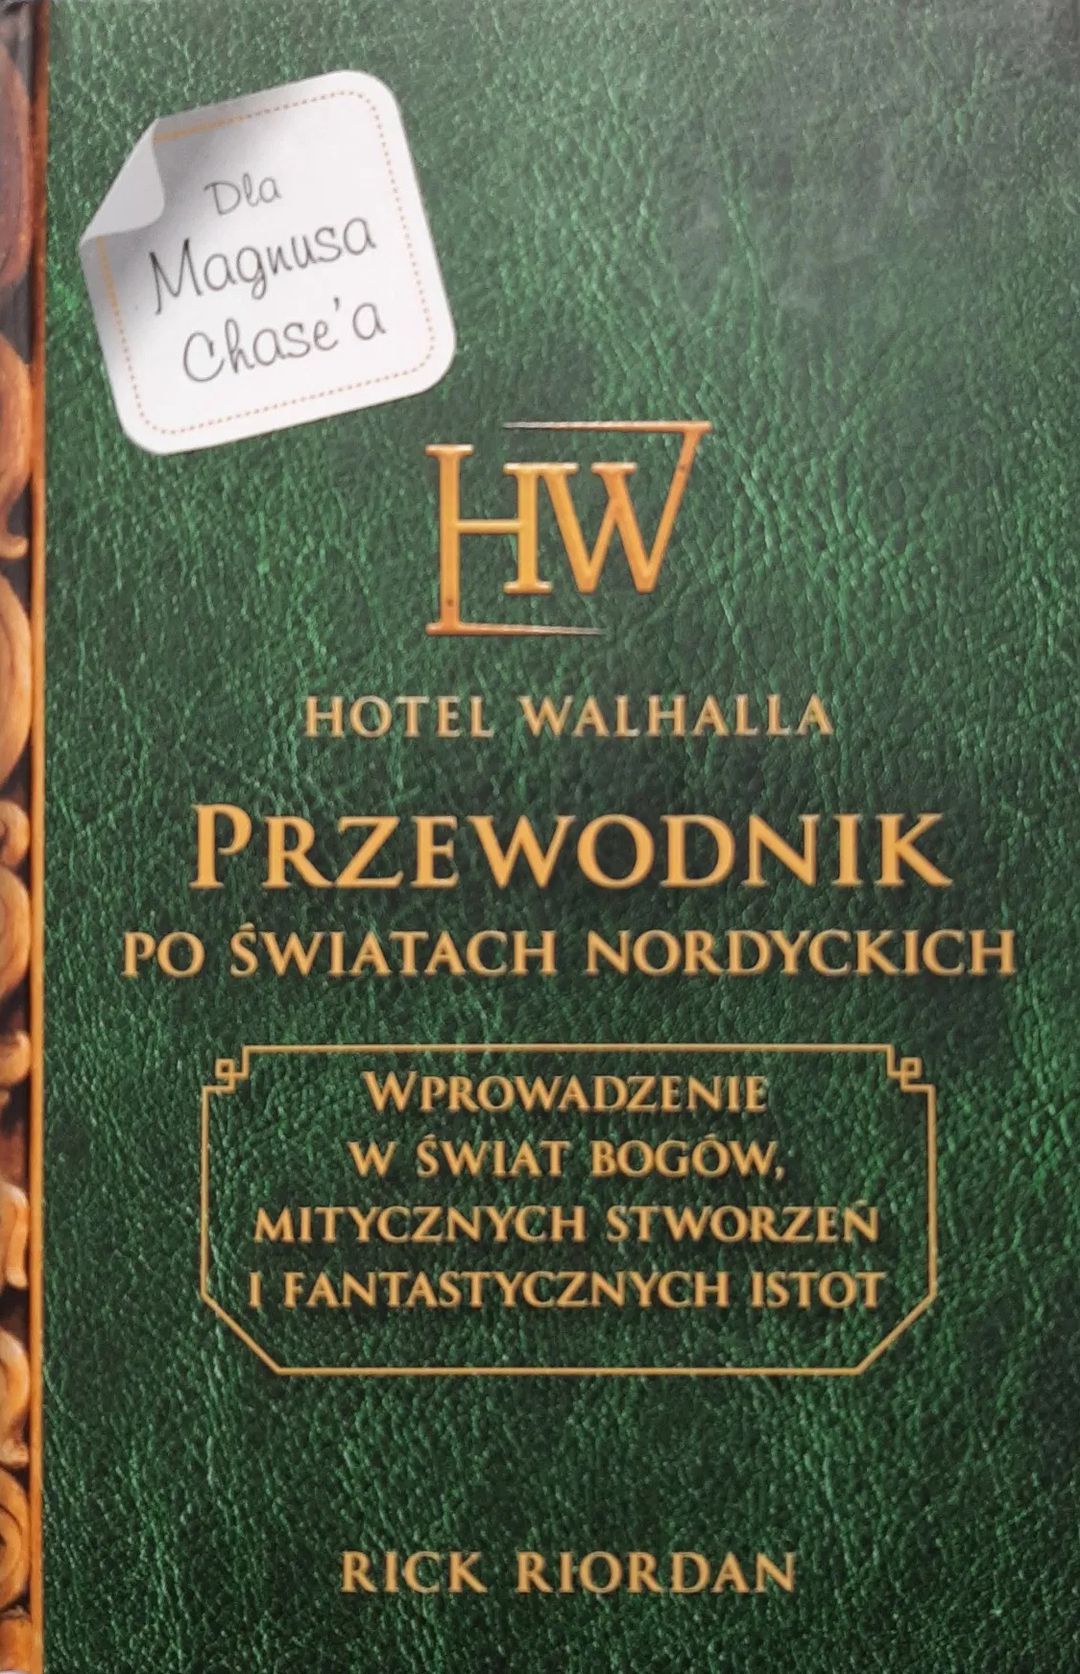 Dla
Magnusa
Chase'a
HW
HOTEL WALHALLA
PRZEWODNIK
PO ŚWIATACH NORDYCKICH
WPROWADZENIE
W ŚWIAT BOGÓW,
MITYCZNYCH STWORZEŃ
I FANTASTYCZNYCH ISTOT
RICK RIORDAN